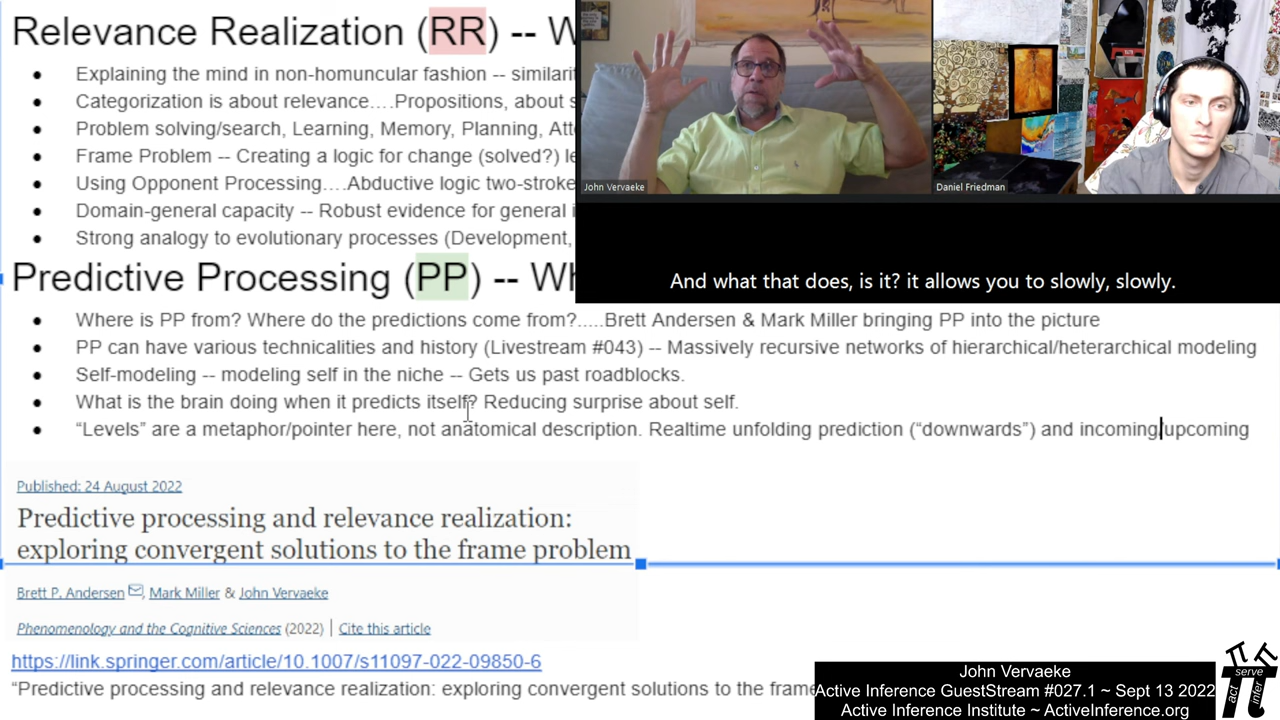 Relevance Realization (RR) -- W
• Explaining the mind in non-homuncular fashion -- similarit
• Categorization is about relevance….Propositions, about s
• Problem solving/search, Learning, Memory, Planning, Att
• Frame Problem -- Creating a logic for change (solved?) le
• Using Opponent Processing….Abductive logic two-stroke
• Domain-general capacity -- Robust evidence for general i
• Strong analogy to evolutionary processes (Development,
John Vervaeke
Daniel Friedman
And what that does, is it? it allows you to slowly, slowly.
Predictive Processing (PP) -- Wh
• Where is PP from? Where do the predictions come from?.....Brett Andersen & Mark Miller bringing PP into the picture
• PP can have various technicalities and history (Livestream #043) -- Massively recursive networks of hierarchical/heterarchical modeling
• Self-modeling -- modeling self in the niche -- Gets us past roadblocks.
• What is the brain doing when it predicts itself? Reducing surprise about self.
• “Levels” are a metaphor/pointer here, not anatomical description. Realtime unfolding prediction (“downwards”) and incoming/upcoming
Published: 24 August 2022
Predictive processing and relevance realization:
exploring convergent solutions to the frame problem
Brett P. Andersen, Mark Miller & John Vervaeke
Phenomenology and the Cognitive Sciences (2022) | Cite this article
https://link.springer.com/article/10.1007/s11097-022-09850-6
“Predictive processing and relevance realization: exploring convergent solutions to the frame
John Vervaeke
Active Inference GuestStream #027.1 ~ Sept 13 2022
Active Inference Institute ~ ActiveInference.org
π π π
serve
act infer